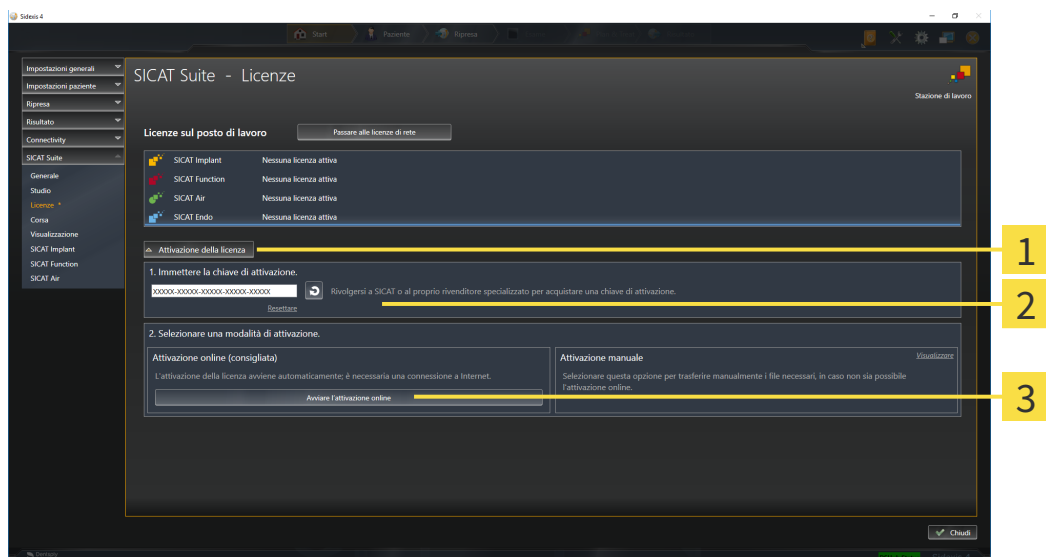 Sidexis 4
Start
Paziente
Ripresa
Impostazioni generali
Impostazioni paziente
Ripresa
Risultato
Connectivity
SICAT Suite
Generale
Studio
Licenze *
Corsa
Visualizzazione
SICAT Implant
SICAT Function
SICAT Air
SICAT Suite - Licenze
Stazione di lavoro
Licenze sul posto di lavoro
Passare alle licenze di rete
SICAT Implant Nessuna licenza attiva
SICAT Function Nessuna licenza attiva
SICAT Air Nessuna licenza attiva
SICAT Endo Nessuna licenza attiva
Attivazione della licenza
1
1. Immettere la chiave di attivazione.
XXXXX-XXXXX-XXXXX-XXXXX-XXXXX
Rivolgersi a SICAT o al proprio rivenditore specializzato per acquistare una chiave di attivazione.
2
Resettare
2. Selezionare una modalità di attivazione.
Attivazione online (consigliata)
L'attivazione della licenza avviene automaticamente; è necessaria una connessione a Internet.
Avviare l'attivazione online
Attivazione manuale
Visualizzare
Selezionare questa opzione per trasferire manualmente i file necessari, in caso non sia possibile
l'attivazione online.
3
Chiudi